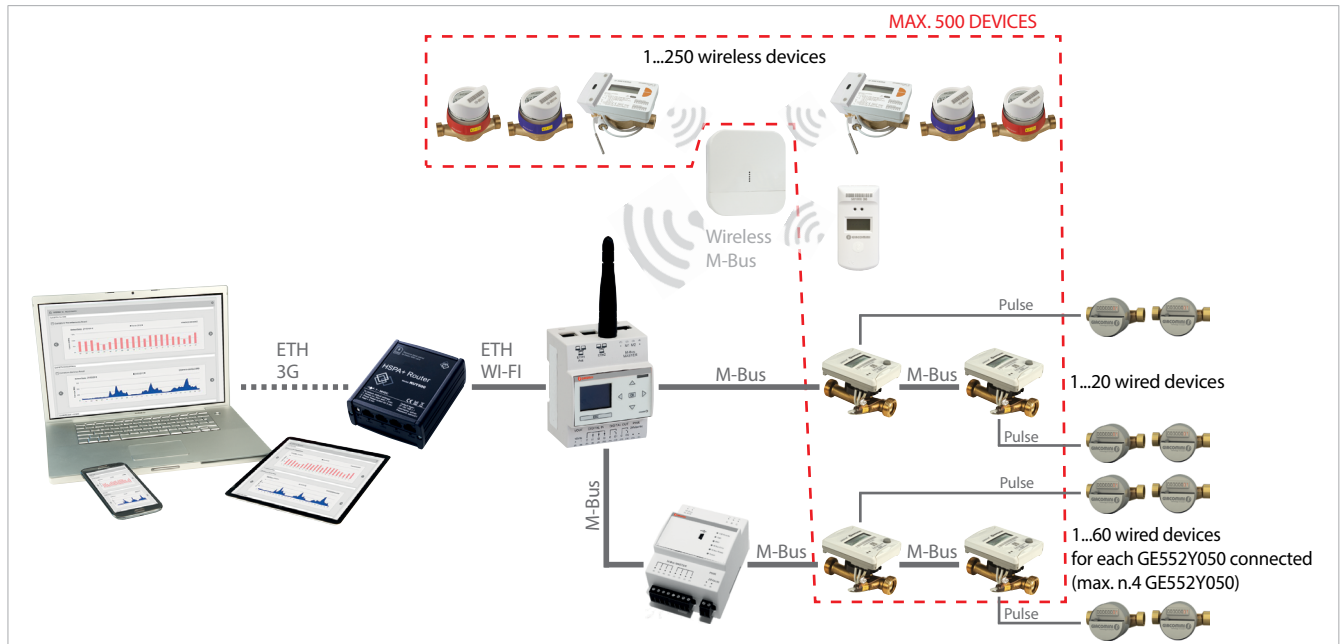 MAX. 500 DEVICES
1...250 wireless devices
Wireless
M-Bus
ETH
3G
HSPA+ Router
ETH
WI-FI
M-Bus
M-Bus
Pulse
1...20 wired devices
Pulse
M-Bus
M-Bus
M-Bus
Pulse
1...60 wired devices
for each GE552Y050 connected
(max. n.4 GE552Y050)
Pulse